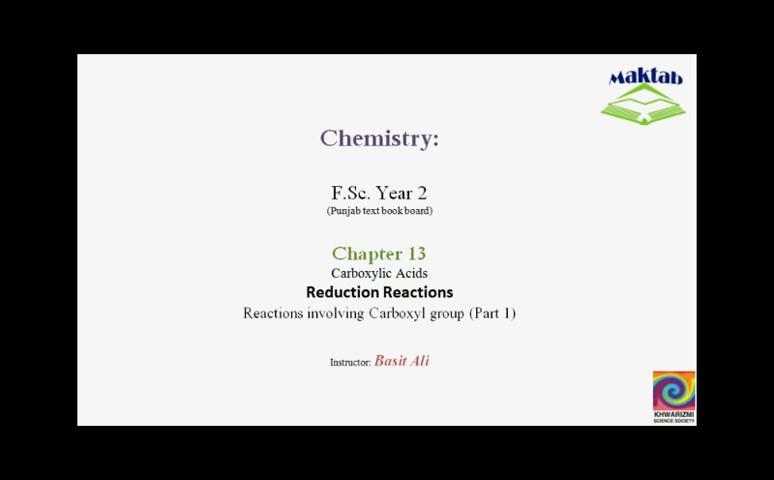 Maktab
Chemistry:
F.Sc. Year 2
(Punjab text book board)
Chapter 13
Carboxylic Acids
Reduction Reactions
Reactions involving Carboxyl group (Part 1)
Instructor: Basit Ali
KHWARIZMI
SCIENCE SOCIETY